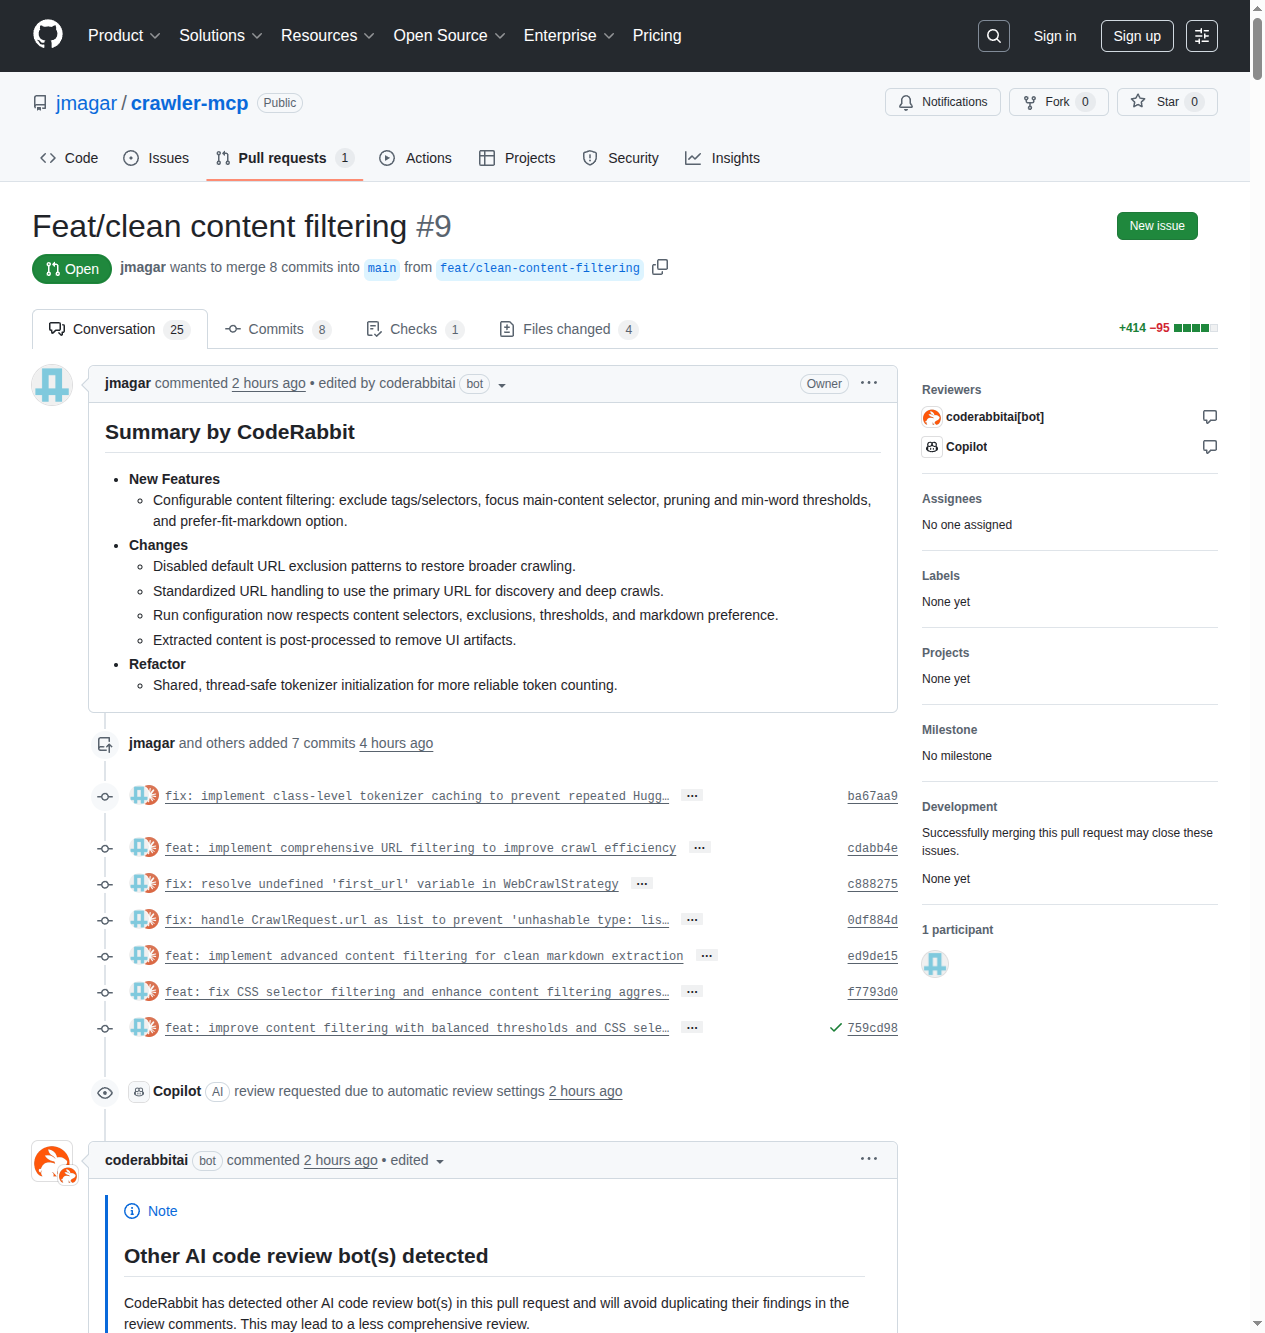 Product Solutions Resources Open Source Enterprise Pricing Sign in Sign up
jmagar / crawler-mcp Public Notifications Fork 0 Star 0
Code Issues Pull requests 1 Actions Projects Security Insights
Feat/clean content filtering #9 New issue
Open jmagar wants to merge 8 commits into main from feat/clean-content-filtering
Conversation 25 Commits 8 Checks 1 Files changed 4 +414 −95
jmagar commented 2 hours ago • edited by coderabbitai bot Owner
Summary by CodeRabbit
New Features
Configurable content filtering: exclude tags/selectors, focus main-content selector, pruning and min-word thresholds,
and prefer-fit-markdown option.
Changes
Disabled default URL exclusion patterns to restore broader crawling.
Standardized URL handling to use the primary URL for discovery and deep crawls.
Run configuration now respects content selectors, exclusions, thresholds, and markdown preference.
Extracted content is post-processed to remove UI artifacts.
Refactor
Shared, thread-safe tokenizer initialization for more reliable token counting.
jmagar and others added 7 commits 4 hours ago
fix: implement class-level tokenizer caching to prevent repeated Hugg… ba67aa9
feat: implement comprehensive URL filtering to improve crawl efficiency cdabb4e
fix: resolve undefined 'first_url' variable in WebCrawlStrategy c888275
fix: handle CrawlRequest.url as list to prevent 'unhashable type: lis… 0df884d
feat: implement advanced content filtering for clean markdown extraction ed9de15
feat: fix CSS selector filtering and enhance content filtering aggres… f7793d0
feat: improve content filtering with balanced thresholds and CSS sele… 759cd98
Copilot AI review requested due to automatic review settings 2 hours ago
coderabbitai bot commented 2 hours ago • edited
Note
Other AI code review bot(s) detected
CodeRabbit has detected other AI code review bot(s) in this pull request and will avoid duplicating their findings in the
review comments. This may lead to a less comprehensive review.
Reviewers
coderabbitai[bot]
Copilot
Assignees
No one assigned
Labels
None yet
Projects
None yet
Milestone
No milestone
Development
Successfully merging this pull request may close these
issues.
None yet
1 participant